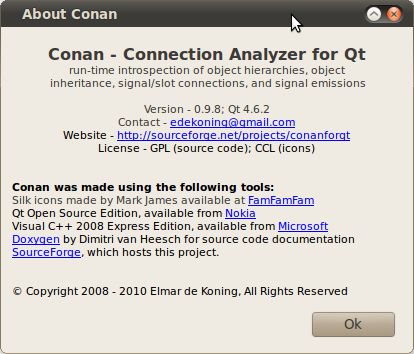 About Conan
Conan - Connection Analyzer for Qt
run-time introspection of object hierarchies, object
inheritance, signal/slot connections, and signal emissions
Version - 0.9.8; Qt 4.6.2
Contact - edekoning@gmail.com
Website - http://sourceforge.net/projects/conanforqt
License - GPL (source code); CCL (icons)
Conan was made using the following tools:
Silk icons made by Mark James available at FamFamFam
Qt Open Source Edition, available from Nokia
Visual C++ 2008 Express Edition, available from Microsoft
Doxygen by Dimitri van Heesch for source code documentation
SourceForge, which hosts this project.
© Copyright 2008 - 2010 Elmar de Koning, All Rights Reserved
Ok